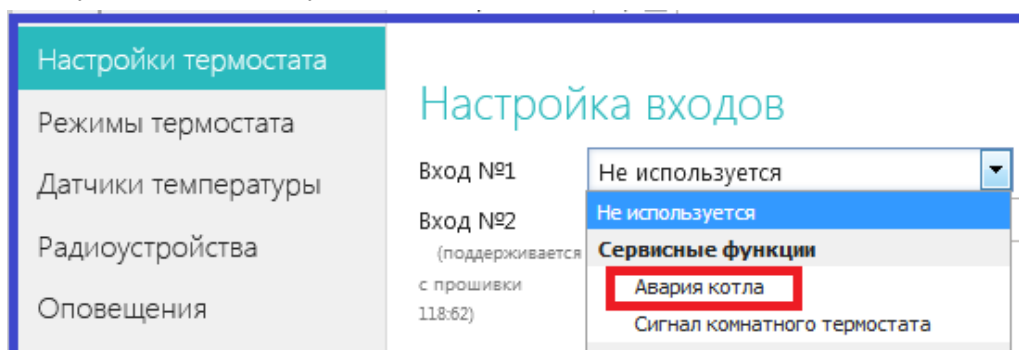 Настройки термостата
Режимы термостата
Датчики температуры
Радиоустройства
Оповещения
Настройка входов
Вход №1
Не используется
Вход №2
(поддерживается
с прошивки
118:62)
Не используется
Сервисные функции
Авария котла
Сигнал комнатного термостата